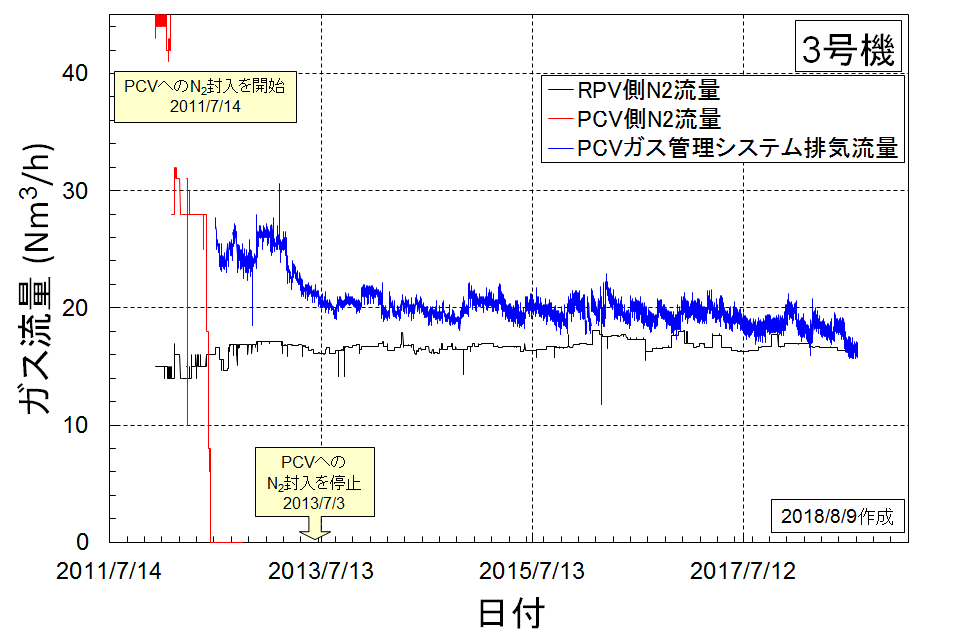 3号機
RPV側N2流量
PCV側N2流量
PCVガス管理システム排気流量
PCVへのN2封入を開始
2011/7/14
ガス流量 (Nm3/h)
40
30
20
10
0
PCVへの
N2封入を停止
2013/7/3
2018/8/9作成
2011/7/14
2013/7/13
2015/7/13
2017/7/12
日付